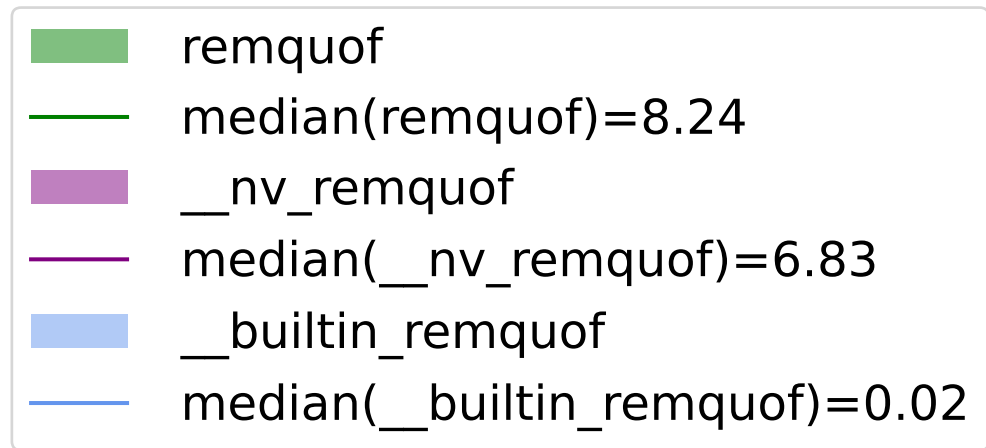 remquof
median(remquof)=8.24
__nv_remquof
median(__nv_remquof)=6.83
__builtin_remquof
median(__builtin_remquof)=0.02